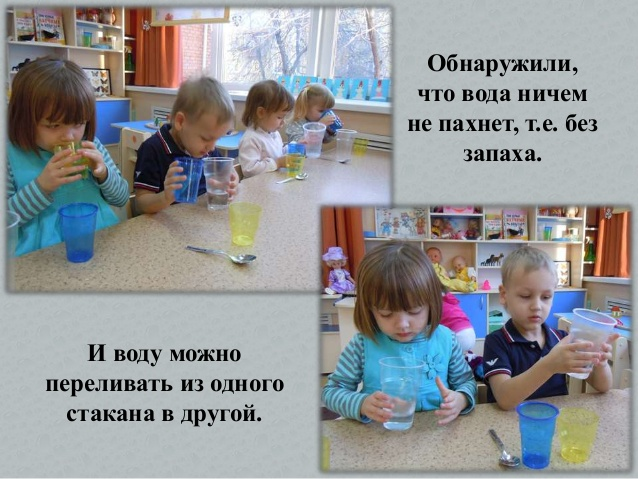 Обнаружили,
что вода ничем
не пахнет, т.е. без
запаха.
И воду можно
переливать из одного
стакана в другой.